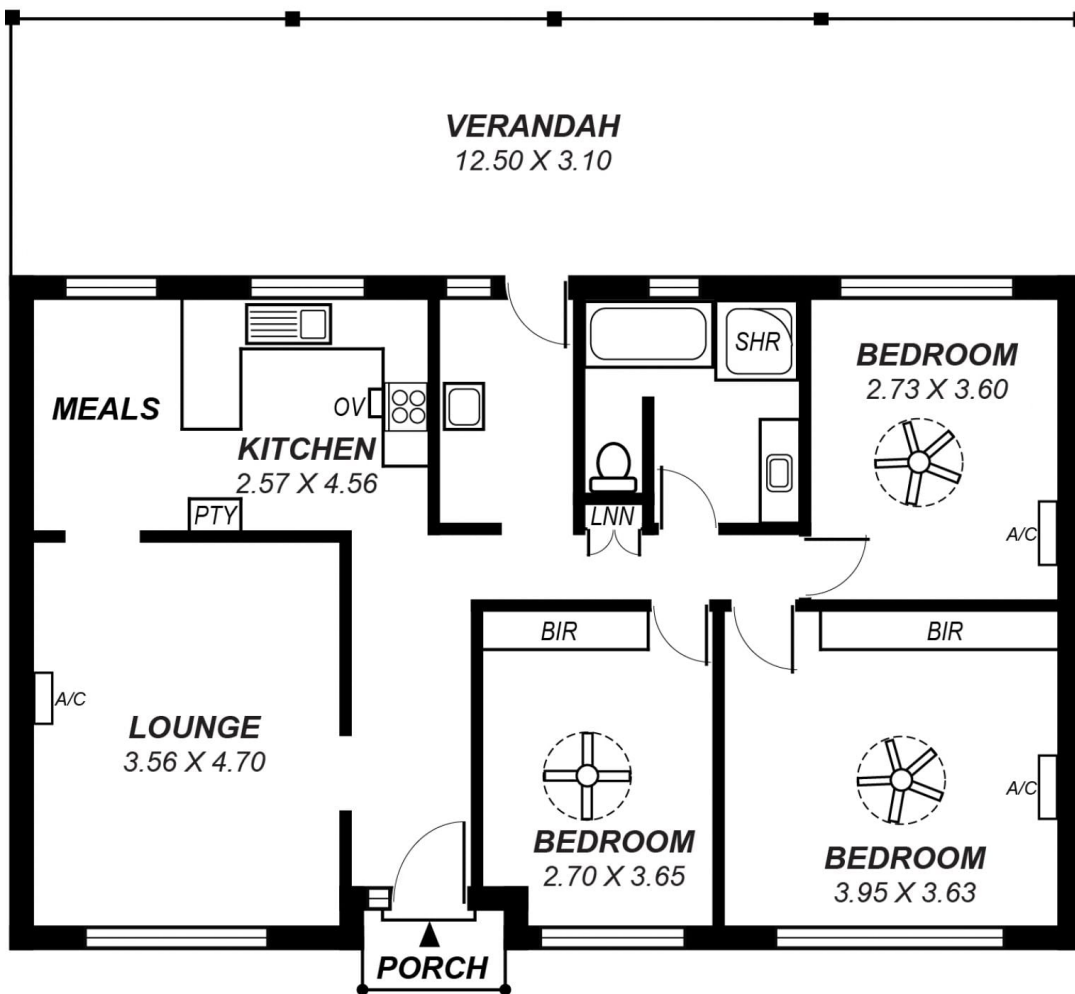 VERANDAH
12.50 X 3.10
SHR
BEDROOM
2.73 X 3.60
MEALS
OV
KITCHEN
2.57 X 4.56
PTY
LNN
A/C
BIR
BIR
A/C
LOUNGE
3.56 X 4.70
A/C
BEDROOM
2.70 X 3.65
BEDROOM
3.95 X 3.63
PORCH